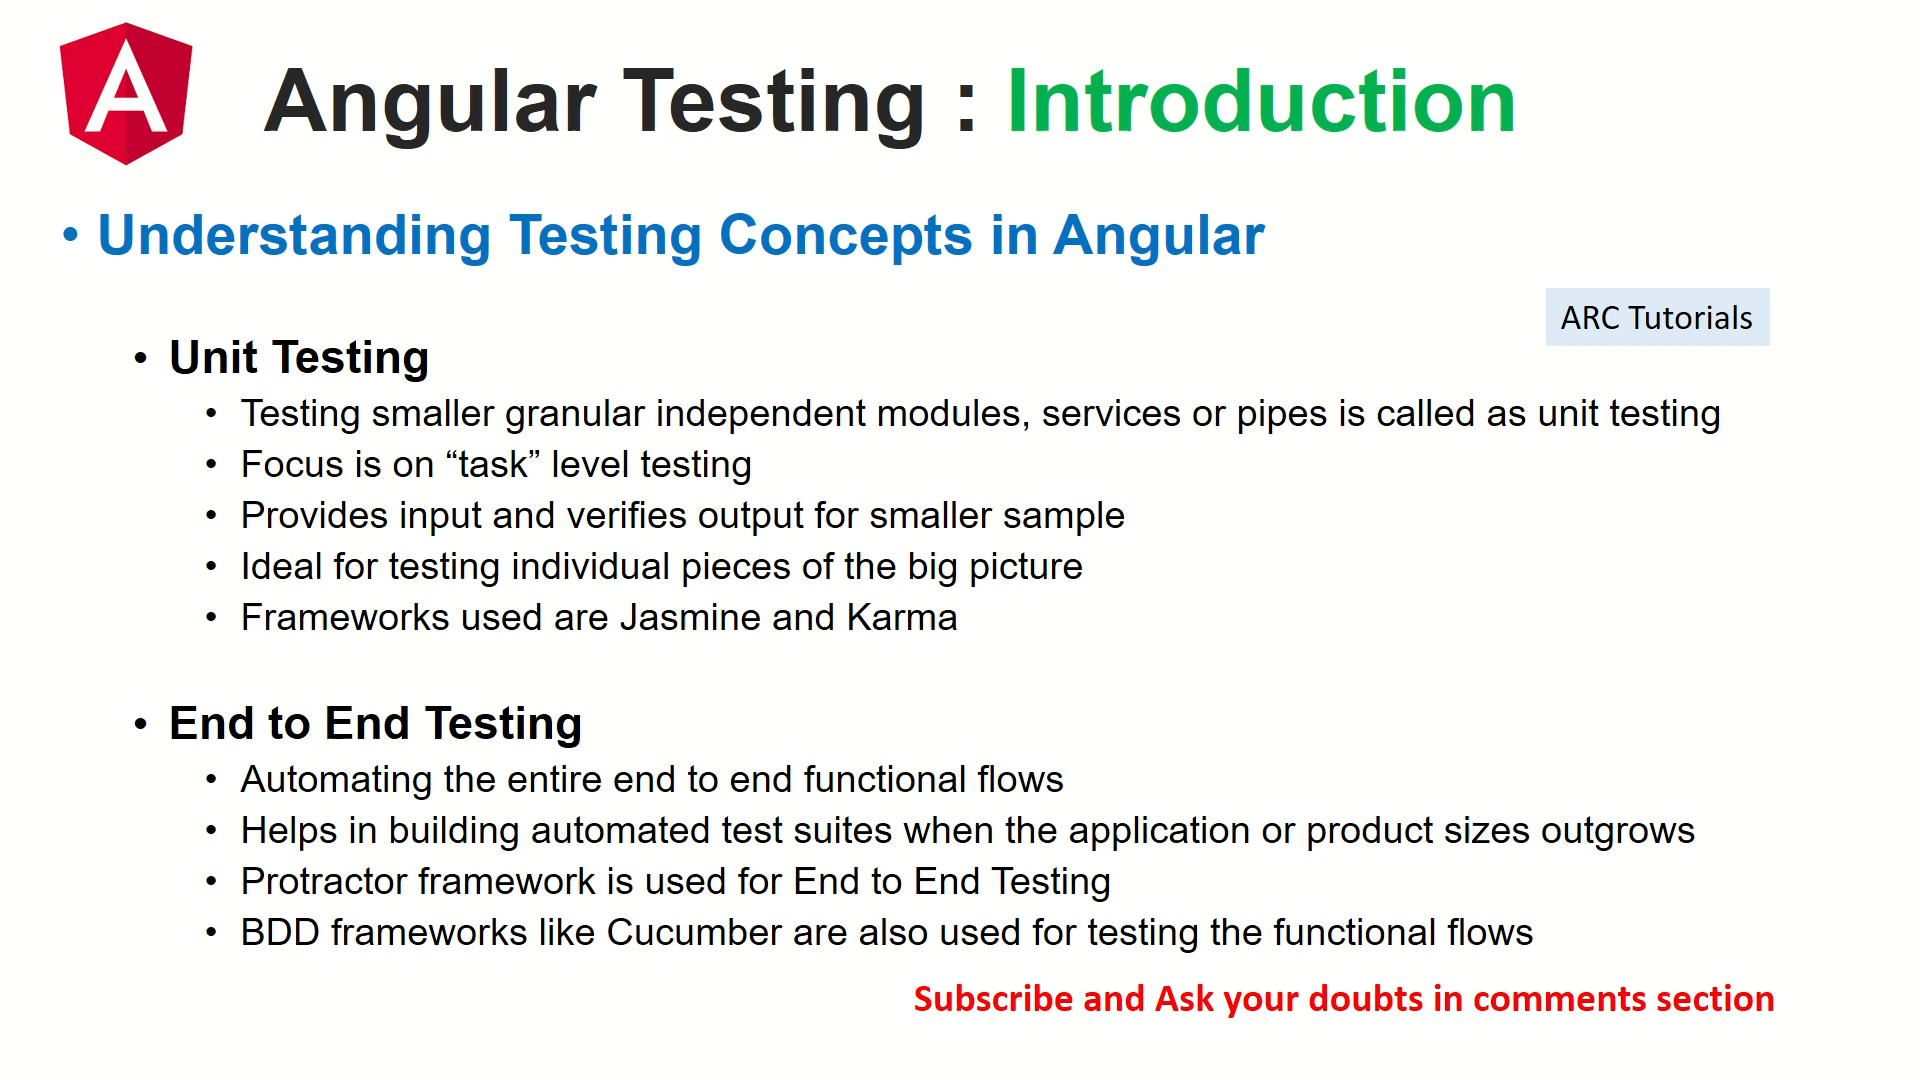 Angular Testing : Introduction
• Understanding Testing Concepts in Angular
ARC Tutorials
• Unit Testing
• Testing smaller granular independent modules, services or pipes is called as unit testing
• Focus is on “task” level testing
• Provides input and verifies output for smaller sample
• Ideal for testing individual pieces of the big picture
• Frameworks used are Jasmine and Karma
• End to End Testing
• Automating the entire end to end functional flows
• Helps in building automated test suites when the application or product sizes outgrows
• Protractor framework is used for End to End Testing
• BDD frameworks like Cucumber are also used for testing the functional flows
Subscribe and Ask your doubts in comments section